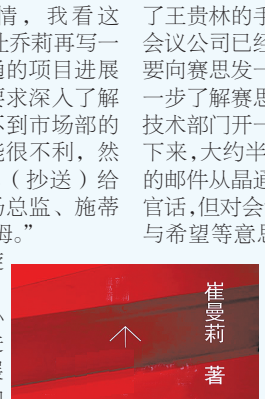 情，我看这
让乔莉再写一
通的项目进展
要求深入了解
不到市场部的
能很不利，然
（抄送）给
总监、施蒂
姆。”
了王贵林的手
会议公司已经
要向赛思发一
一步了解赛思
技术部门开一
下来，大约半
的邮件从晶通
官话，但对会
与希望等意思
崔曼莉 著